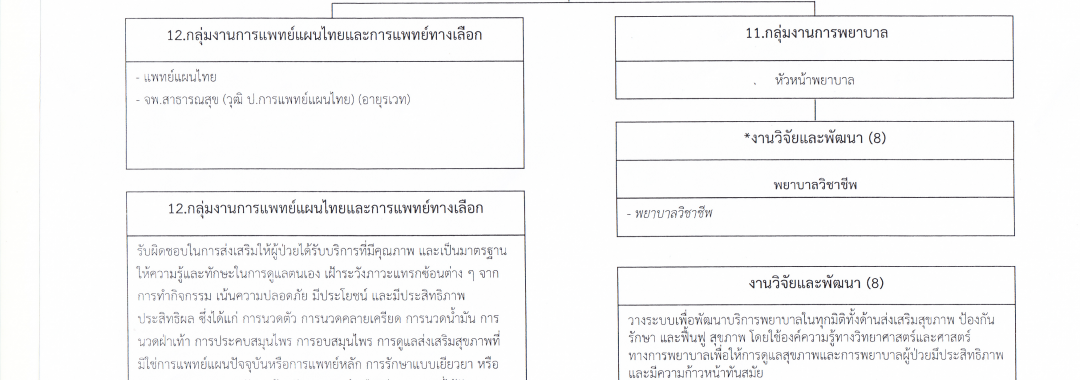 12.กลุ่มงานการแพทย์แผนไทยและการแพทย์ทางเลือก
- แพทย์แผนไทย
- จพ.สาธารณสุข (วุฒิ ป.การแพทย์แผนไทย) (อายุรเวท)
12.กลุ่มงานการแพทย์แผนไทยและการแพทย์ทางเลือก
รับผิดชอบในการส่งเสริมให้ผู้ป่วยได้รับบริการที่มีคุณภาพ และเป็นมาตรฐาน
ให้ความรู้และทักษะในการดูแลตนเอง เฝ้าระวังภาวะแทรกซ้อนต่าง ๆ จาก
การทำกิจกรรม เน้นความปลอดภัย มีประโยชน์ และมีประสิทธิภาพ
ประสิทธิผล ซึ่งได้แก่ การนวดตัว การนวดคลายเครียด การนวดน้ำมัน การ
นวดฝ่าเท้า การประคบสมุนไพร การอบสมุนไพร การดูแลส่งเสริมสุขภาพที่
มิใช่การแพทย์แผนปัจจุบันหรือการแพทย์หลัก การรักษาแบบเยียวยา หรือ
11.กลุ่มงานการพยาบาล
. หัวหน้าพยาบาล
*งานวิจัยและพัฒนา (8)
พยาบาลวิชาชีพ
- พยาบาลวิชาชีพ
งานวิจัยและพัฒนา (8)
วางระบบเพื่อพัฒนาบริการพยาบาลในทุกมิติทั้งด้านส่งเสริมสุขภาพ ป้องกัน
รักษา และฟื้นฟู สุขภาพ โดยใช้องค์ความรู้ทางวิทยาศาสตร์และศาสตร์
ทางการพยาบาลเพื่อให้การดูแลสุขภาพและการพยาบาลผู้ป่วยมีประสิทธิภาพ
และมีความก้าวหน้าทันสมัย